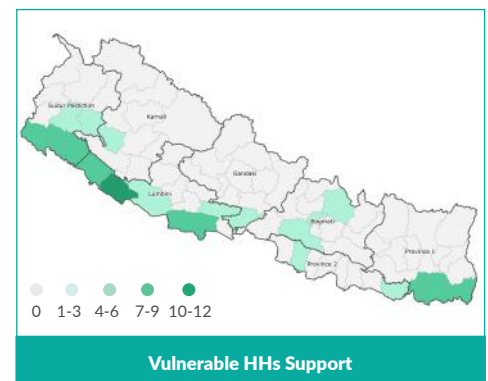 Sudur Pashchim
Karnali
Gandaki
Lumbini
Bagmati
Province 1
Province 2
0 1-3 4-6 7-9 10-12
Vulnerable HHs Support